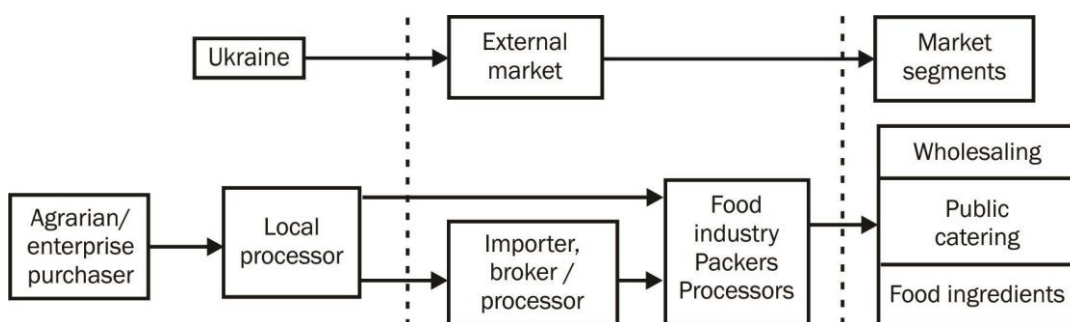 Ukraine
External
market
Market
segments
Agrarian/
enterprise
purchaser
Local
processor
Importer,
broker /
processor
Food
industry
Packers
Processors
Wholesaling
Public
catering
Food ingredients